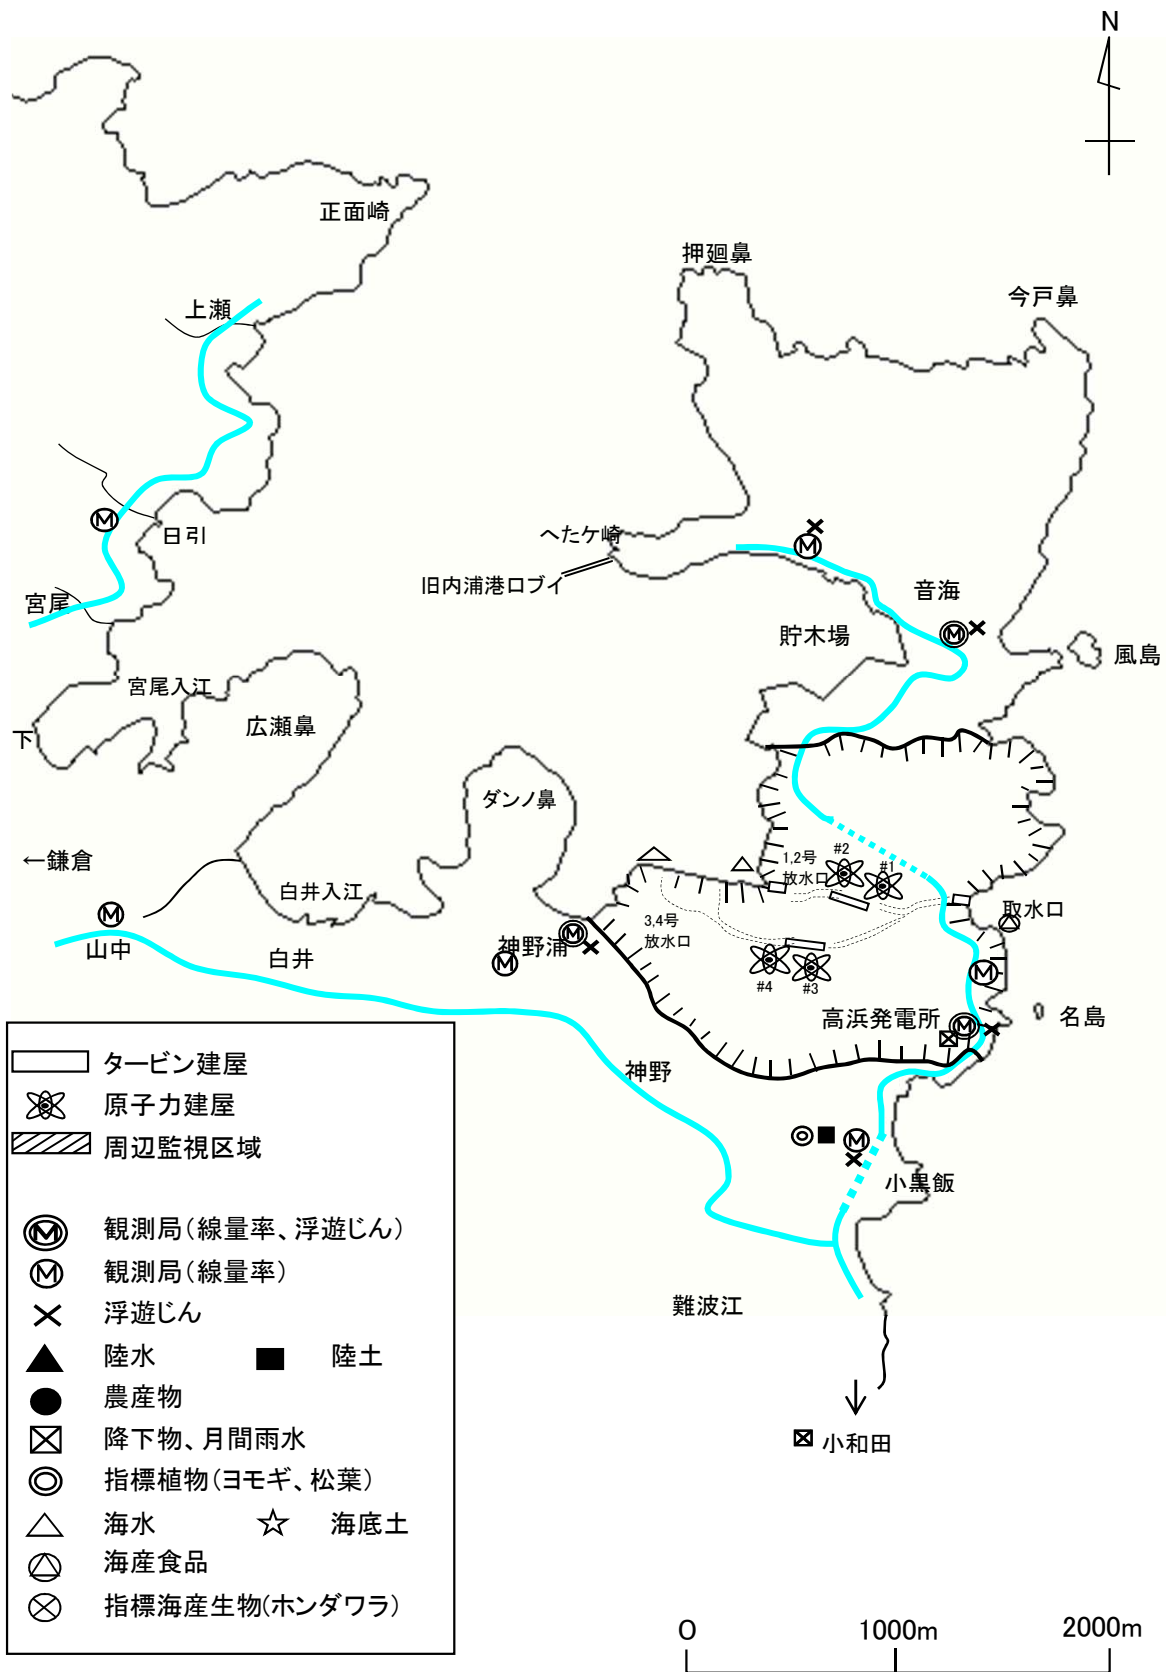 N
正面崎
押廻鼻
今戸鼻
上瀬
日引
へたケ崎
旧内浦港口ブイ
宮尾
音海
貯木場
風島
宮尾入江
広瀬鼻
下
ダンノ鼻
←鎌倉
#2
#1
1,2号
放水口
白井入江
取水口
3,4号
放水口
山中
白井
神野浦
#4
#3
高浜発電所
名島
神野
小黒飯
難波江
小和田
タービン建屋
原子力建屋
周辺監視区域
観測局(線量率、浮遊じん)
観測局(線量率)
浮遊じん
陸水 陸土
農産物
降下物、月間雨水
指標植物(ヨモギ、松葉)
海水 海底土
海産食品
指標海産生物(ホンダワラ)
O 1000m 2000m
M
M
M
M
M
M
M
M
M
M
M